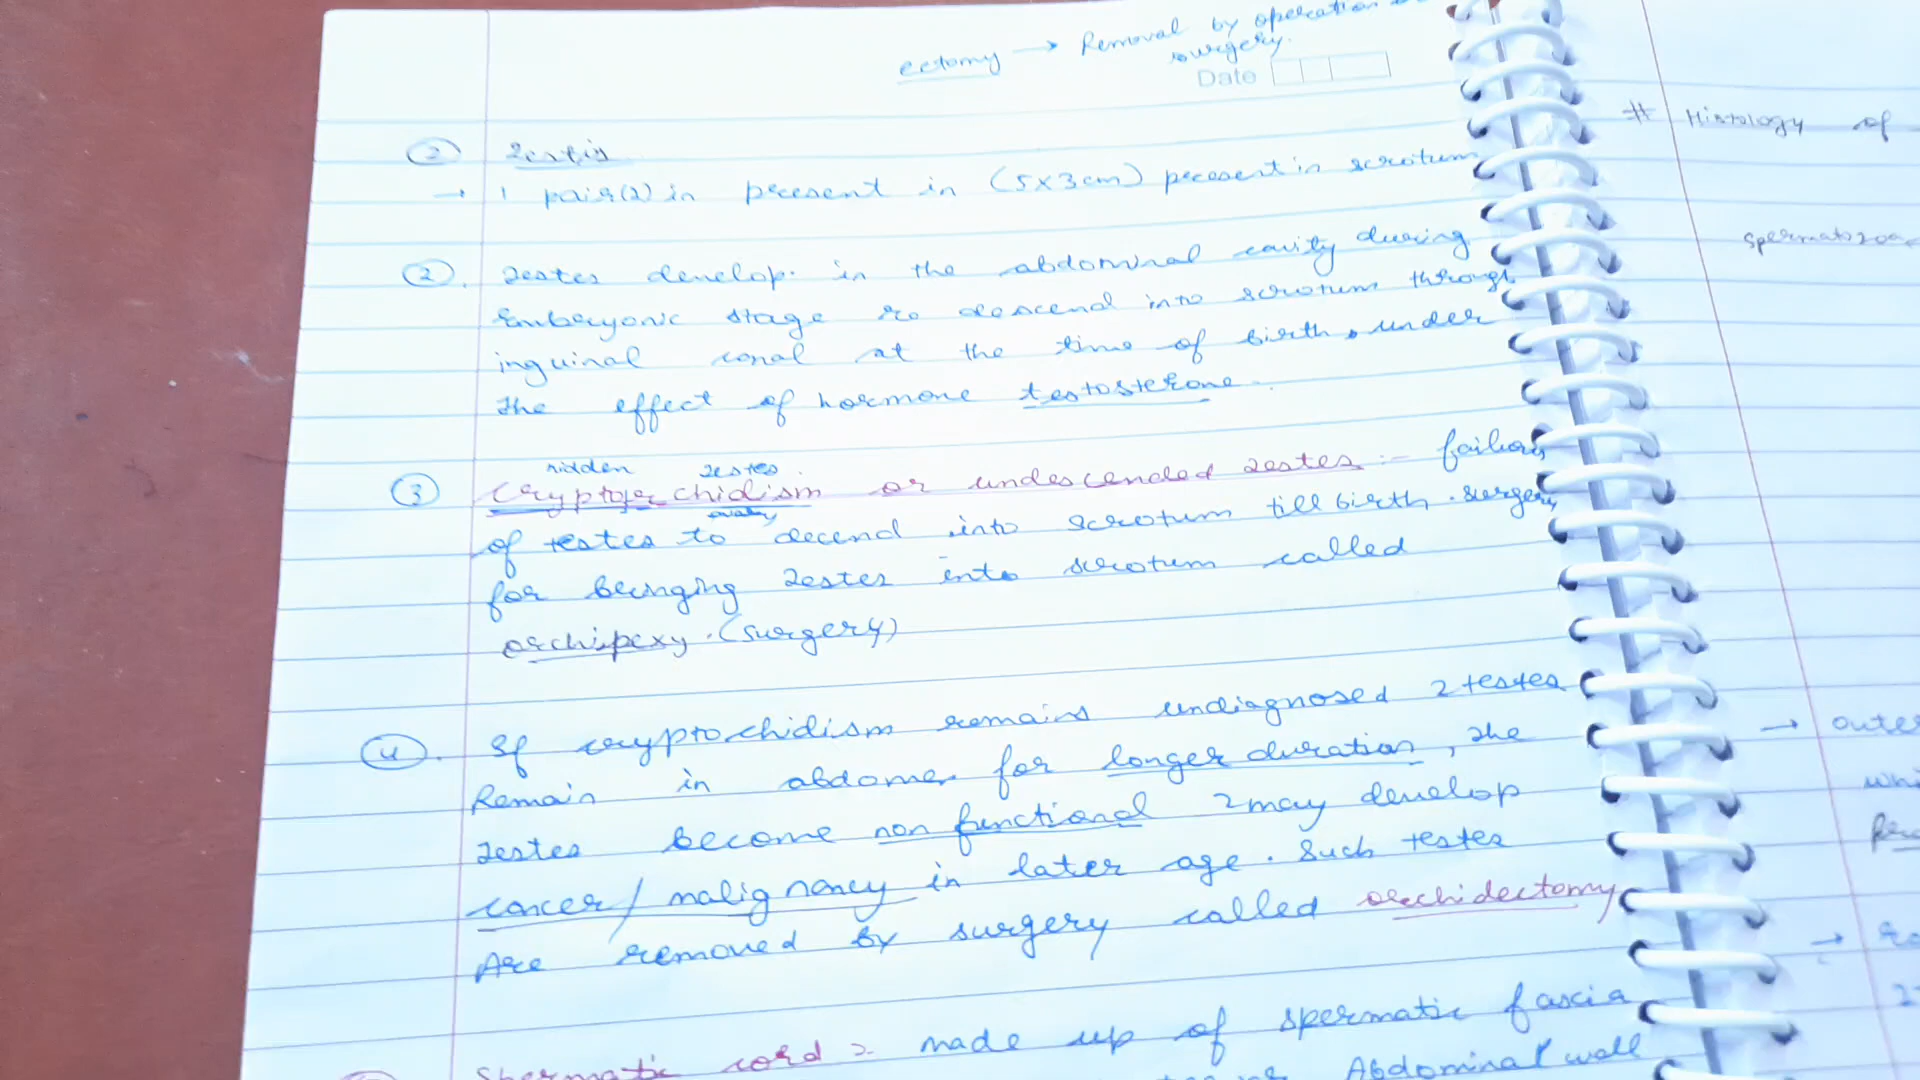 ectomy → Removal by operation
surgery.
Date
② Testis
→ 1 pair(2) in present in (5x3cm) present in scrotum
②. Testes develop. in the abdominal cavity during
Embryonic stage descend into scrotum through
inguinal canal at the time of birth, under
the effect of hormone testosterone.
hidden testes.
③ Cryptorchidism or undescended testes :- failure
ovary
of testes to decend into scrotum till birth. surgery
for bringing testes into scrotum called
orchipexy. (surgery)
④. If cryptochidism remains undiagnosed 2 testes
Remain in abdomen for longer duration, the
testes become non functional 2 may develop
cancer/malignancy in later age. Such testes
Are removed by surgery called orchidectomy
Spermatic cord 2 made up of spermatic fascia
Abdominal wall
# Histology of
spermatozoa
→ oute
whi
→ ro